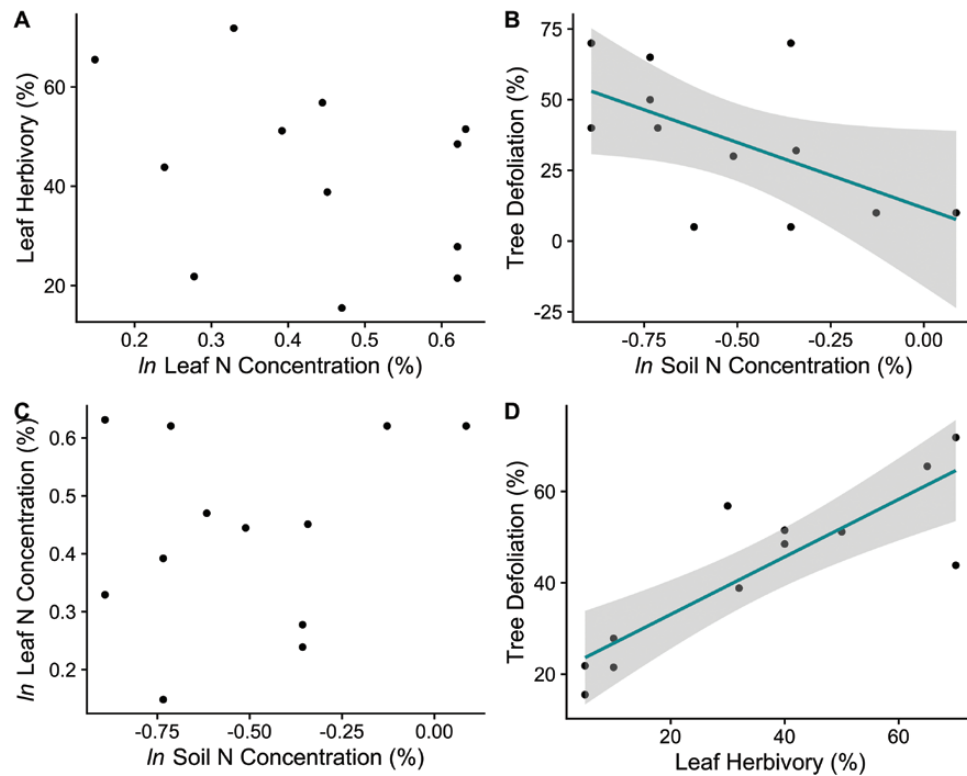 A
Leaf Herbivory (%)
60
40
20
0.2 0.3 0.4 0.5 0.6
ln Leaf N Concentration (%)
B
Tree Defoliation (%)
75
50
25
0
-25
-0.75 -0.50 -0.25 0.00
ln Soil N Concentration (%)
C
ln Leaf N Concentration (%)
0.6
0.5
0.4
0.3
0.2
-0.75 -0.50 -0.25 0.00
ln Soil N Concentration (%)
D
Tree Defoliation (%)
60
40
20
20 40 60
Leaf Herbivory (%)